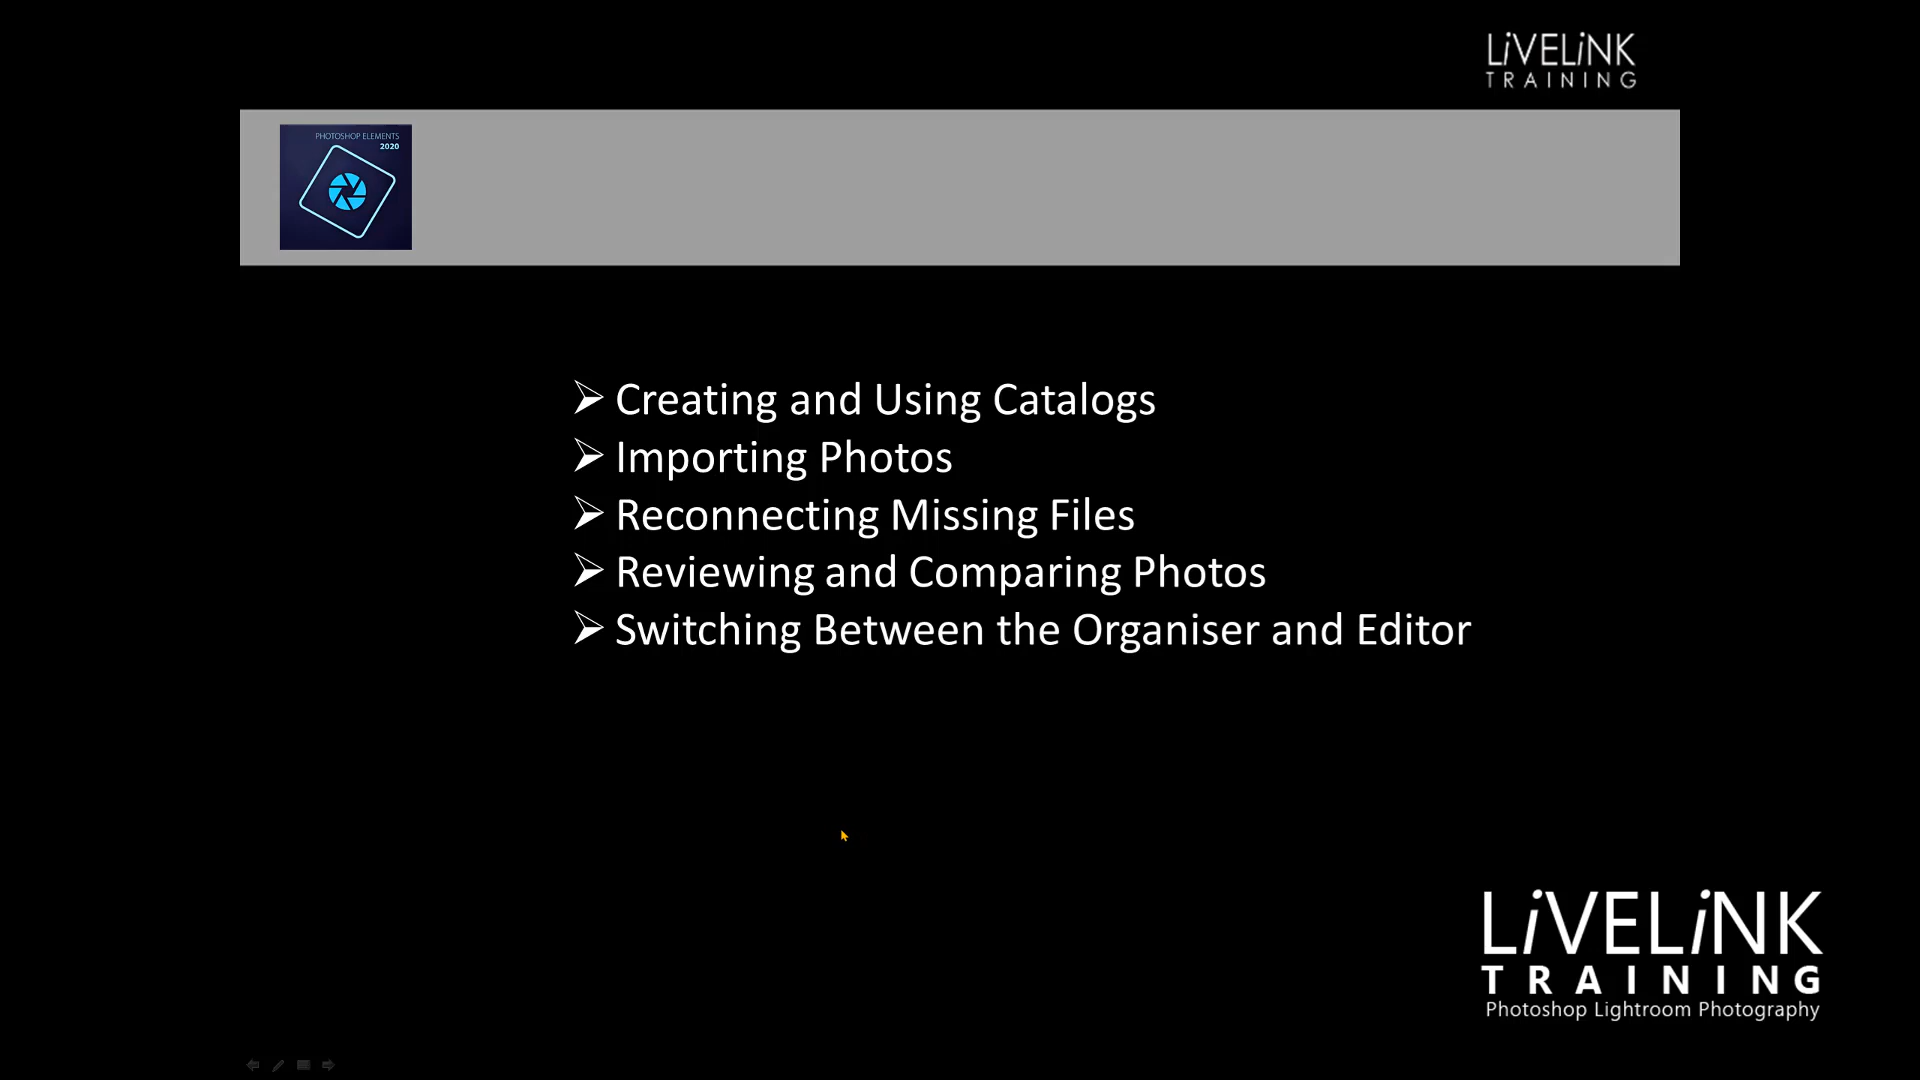 LiVELiNK
TRAINING
PHOTOSHOP ELEMENTS
2020
Creating and Using Catalogs
Importing Photos
Reconnecting Missing Files
Reviewing and Comparing Photos
Switching Between the Organiser and Editor
LiVELiNK
TRAINING
Photoshop Lightroom Photography